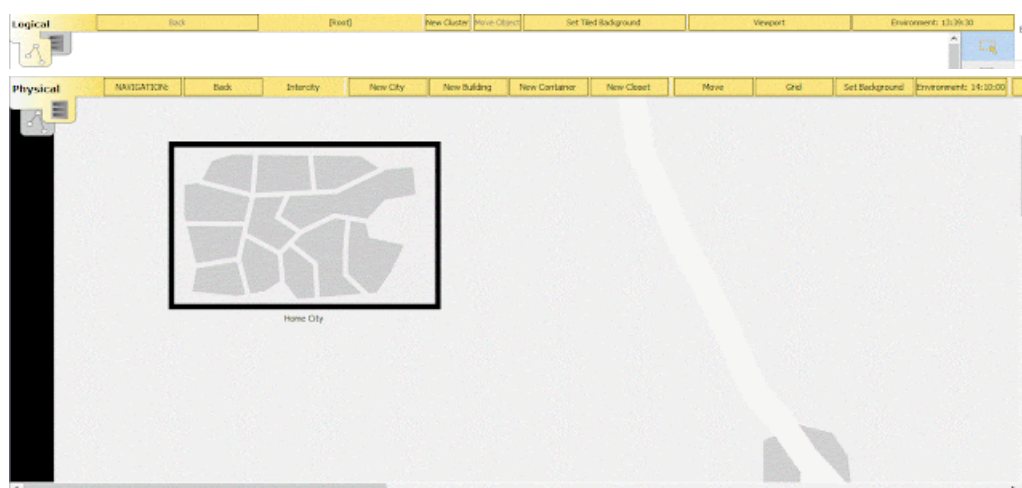 Logical Back [Root] New Cluster Move Object Set Tiled Background Viewport Environment: 13:39:30
Physical NAVIGATION: Back Intercity New City New Building New Container New Closet Move Grid Set Background Environment: 14:10:00
Home City